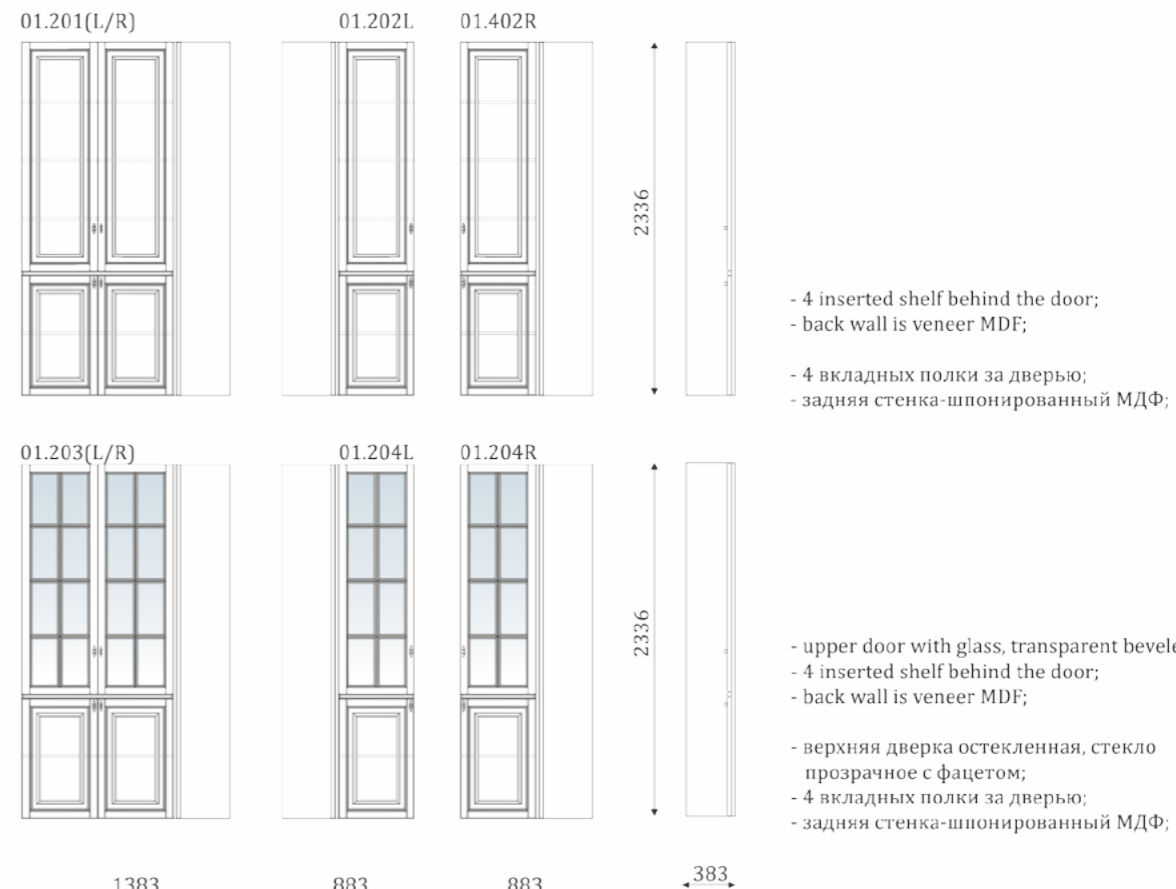 01.201(L/R)
01.202L
01.402R
2336
- 4 inserted shelf behind the door;
- back wall is veneer MDF;
- 4 вкладных полки за дверью;
- задняя стенка-шпонированный МДФ;
01.203(L/R)
01.204L
01.204R
2336
- upper door with glass, transparent bevele
- 4 inserted shelf behind the door;
- back wall is veneer MDF;
- верхняя дверка остекленная, стекло
прозрачное с фацетом;
- 4 вкладных полки за дверью;
- задняя стенка-шпонированный МДФ;
1383
883
883
383